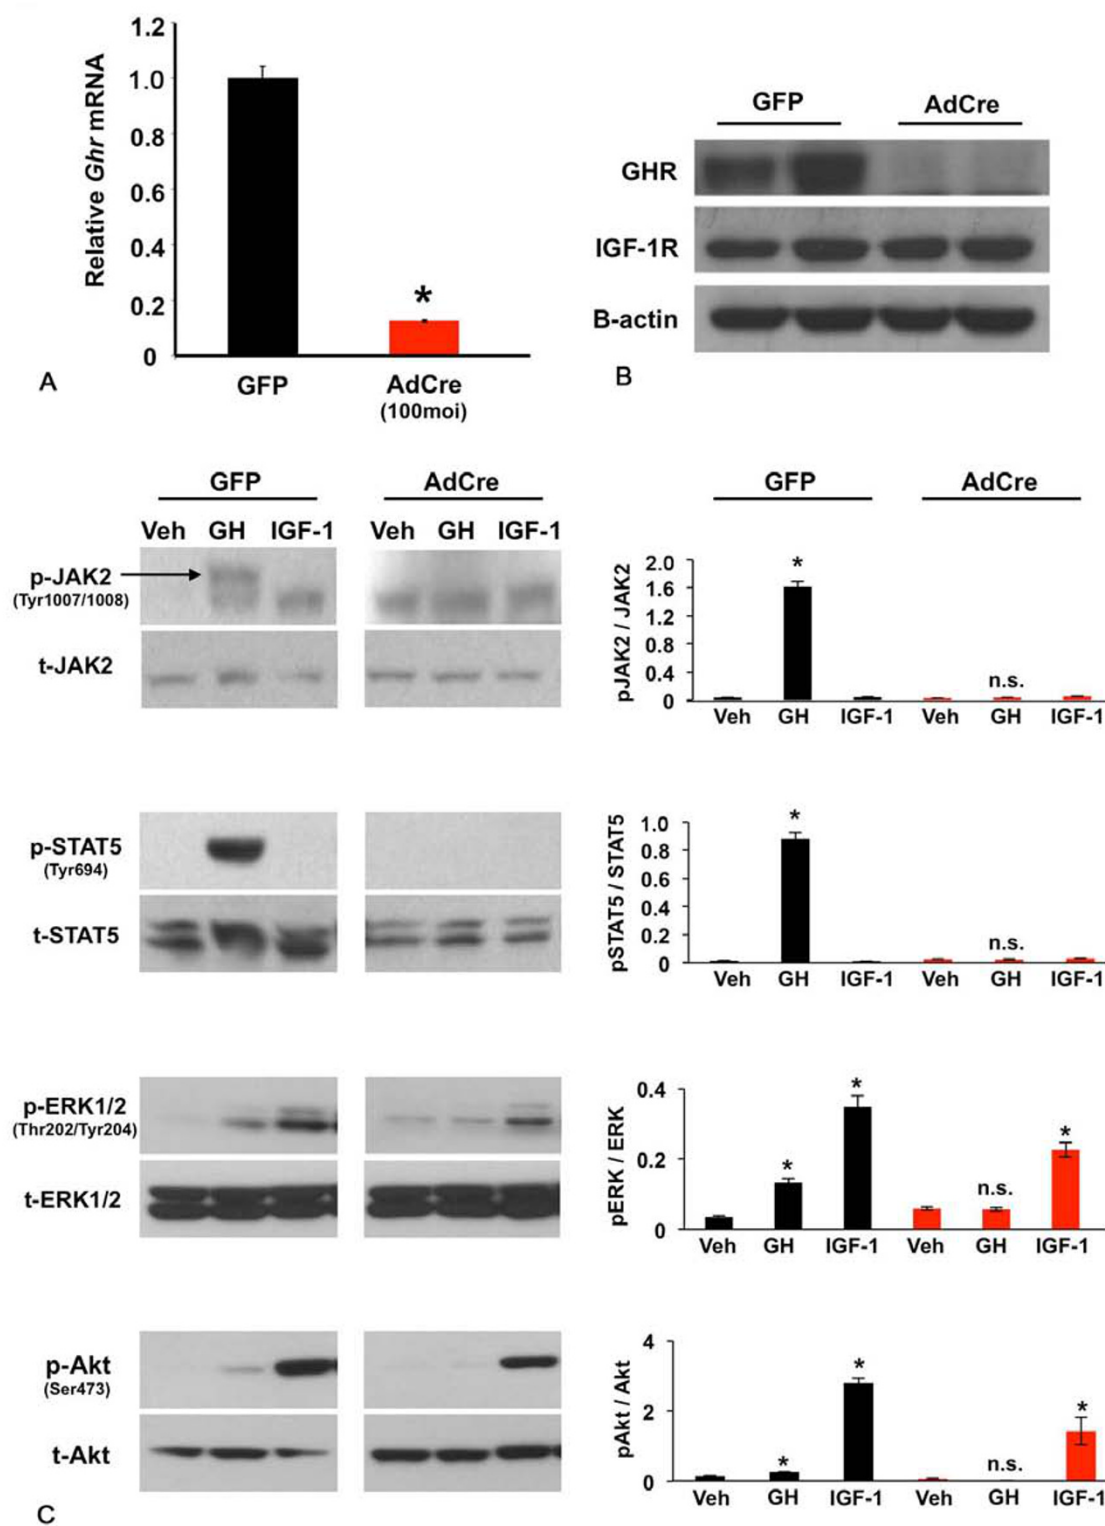 1.2
1.0
0.8
0.6
0.4
0.2
0
Relative Ghr mRNA
*
GFP
AdCre
(100moi)
A
GFP AdCre
GHR
IGF-1R
B-actin
B
GFP AdCre
Veh GH IGF-1 Veh GH IGF-1
p-JAK2
(Tyr1007/1008)
t-JAK2
p-STAT5
(Tyr694)
t-STAT5
p-ERK1/2
(Thr202/Tyr204)
t-ERK1/2
p-Akt
(Ser473)
t-Akt
C
GFP AdCre
pJAK2 / JAK2
2.0
1.6
1.2
0.8
0.4
0
*
n.s.
Veh GH IGF-1 Veh GH IGF-1
pSTAT5 / STAT5
1.0
0.8
0.6
0.4
0.2
0
*
n.s.
Veh GH IGF-1 Veh GH IGF-1
pERK / ERK
0.4
0.2
0
* * n.s. *
Veh GH IGF-1 Veh GH IGF-1
pAkt / Akt
4
2
0
* * n.s. *
Veh GH IGF-1 Veh GH IGF-1